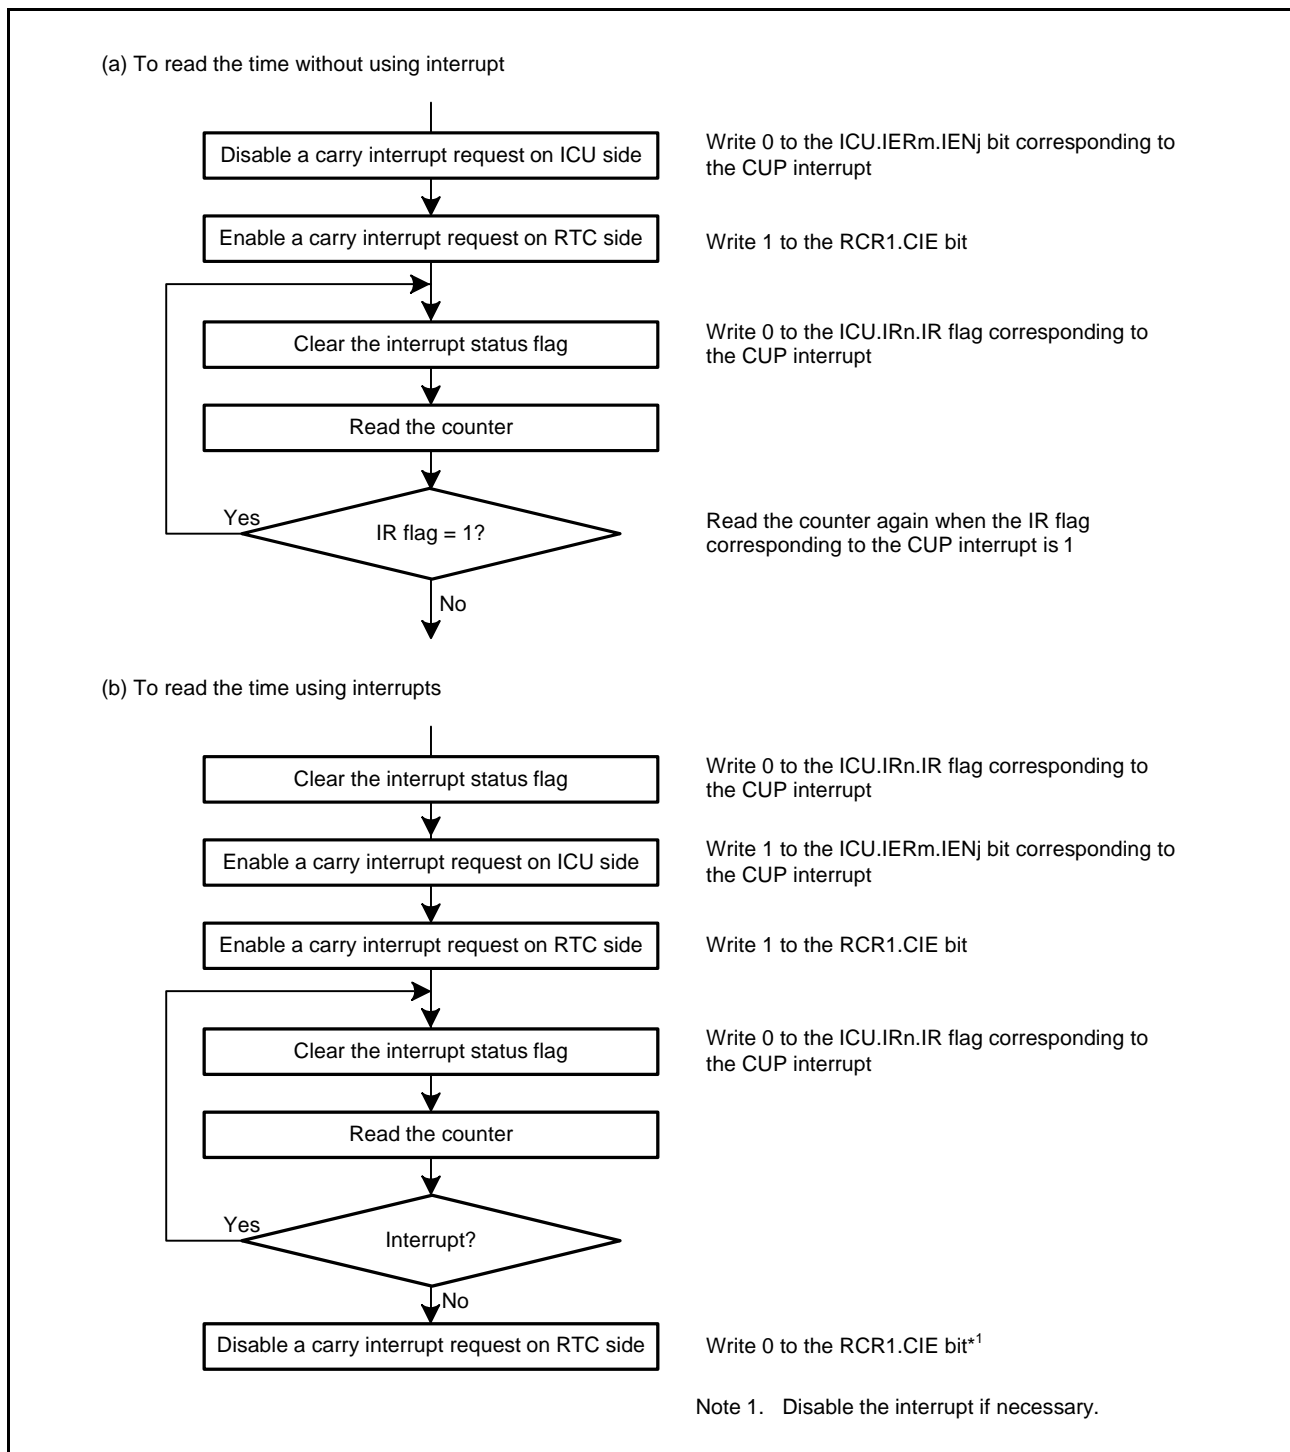 (a) To read the time without using interrupt
Disable a carry interrupt request on ICU side
Write 0 to the ICU.IERm.IENj bit corresponding to
the CUP interrupt
Enable a carry interrupt request on RTC side
Write 1 to the RCR1.CIE bit
Clear the interrupt status flag
Write 0 to the ICU.IRn.IR flag corresponding to
the CUP interrupt
Read the counter
Yes
IR flag = 1?
Read the counter again when the IR flag
corresponding to the CUP interrupt is 1
No
(b) To read the time using interrupts
Clear the interrupt status flag
Write 0 to the ICU.IRn.IR flag corresponding to
the CUP interrupt
Enable a carry interrupt request on ICU side
Write 1 to the ICU.IERm.IENj bit corresponding to
the CUP interrupt
Enable a carry interrupt request on RTC side
Write 1 to the RCR1.CIE bit
Clear the interrupt status flag
Write 0 to the ICU.IRn.IR flag corresponding to
the CUP interrupt
Read the counter
Yes
Interrupt?
No
Disable a carry interrupt request on RTC side
Write 0 to the RCR1.CIE bit*1
Note 1. Disable the interrupt if necessary.